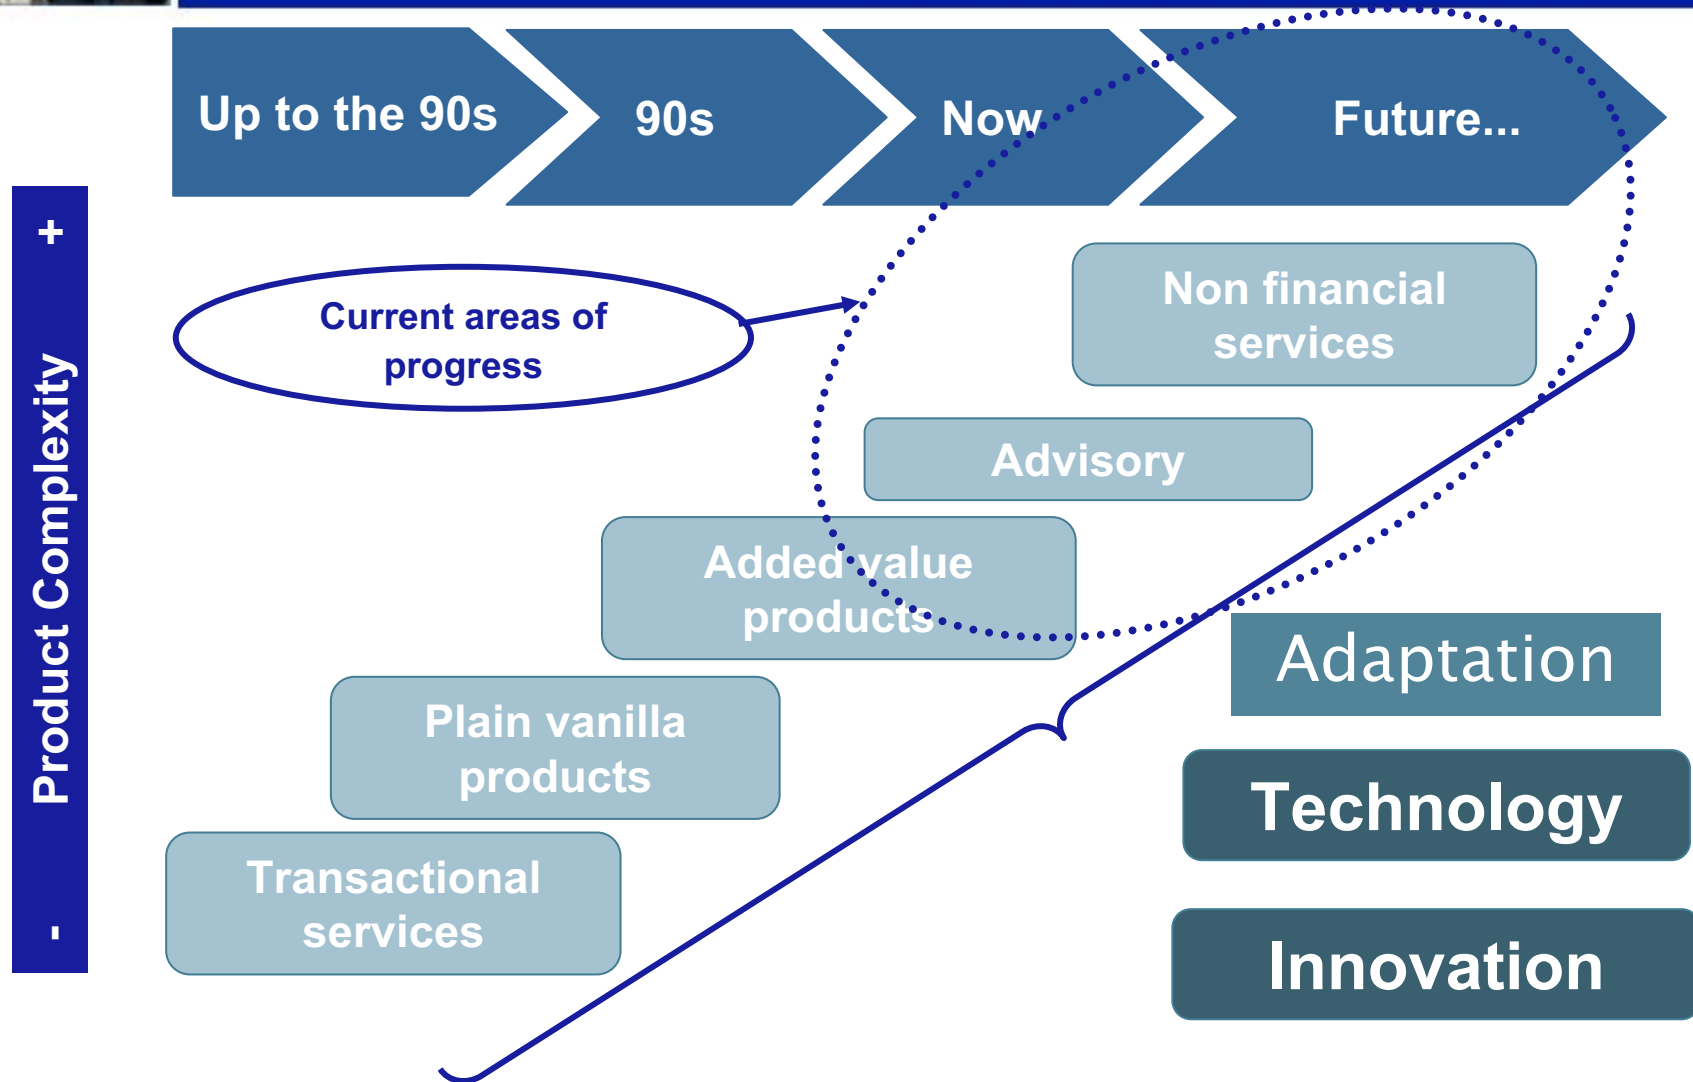 Up to the 90s
90s
Now
Future...
+
Product Complexity
-
Current areas of
progress
Non financial
services
Advisory
Added value
products
Plain vanilla
products
Transactional
services
Adaptation
Technology
Innovation